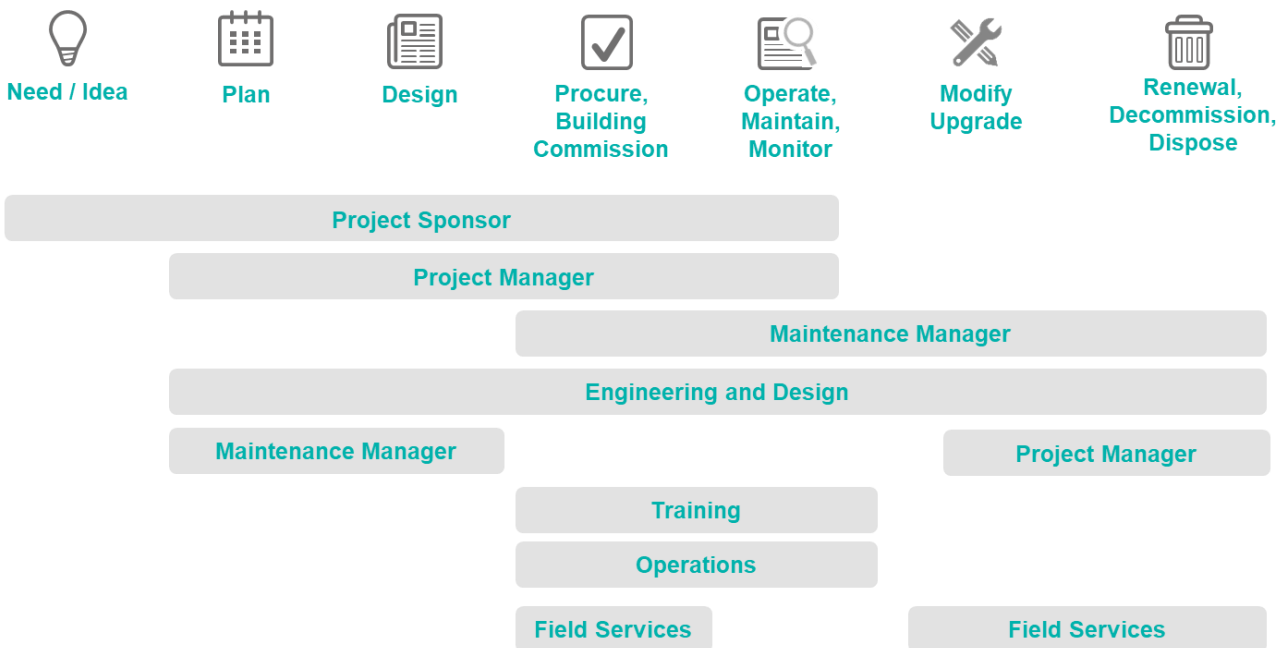 Need / Idea
Plan
Design
Procure,
Building
Commission
Operate,
Maintain,
Monitor
Modify
Upgrade
Renewal,
Decommission,
Dispose
Project Sponsor
Project Manager
Maintenance Manager
Engineering and Design
Maintenance Manager
Project Manager
Training
Operations
Field Services
Field Services